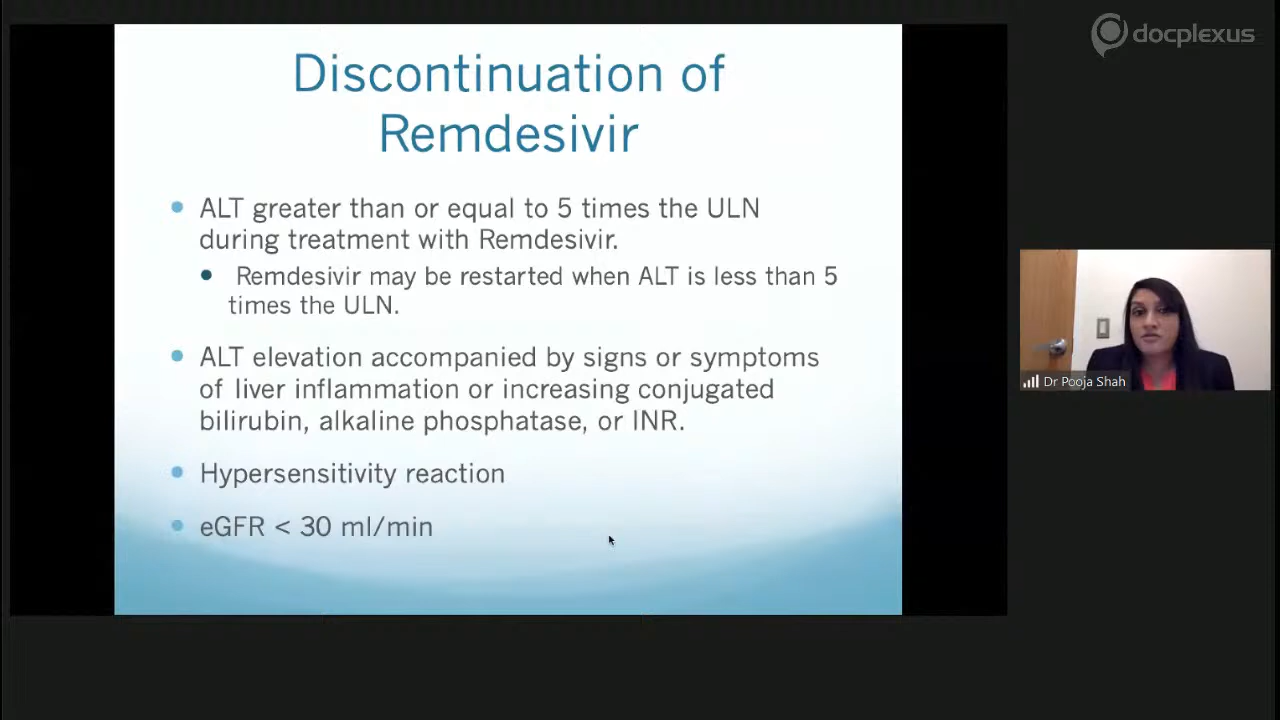 docplexus
Discontinuation of
Remdesivir
ALT greater than or equal to 5 times the ULN
during treatment with Remdesivir.
Remdesivir may be restarted when ALT is less than 5
times the ULN.
ALT elevation accompanied by signs or symptoms
of liver inflammation or increasing conjugated
bilirubin, alkaline phosphatase, or INR.
Hypersensitivity reaction
eGFR < 30 ml/min
Dr Pooja Shah